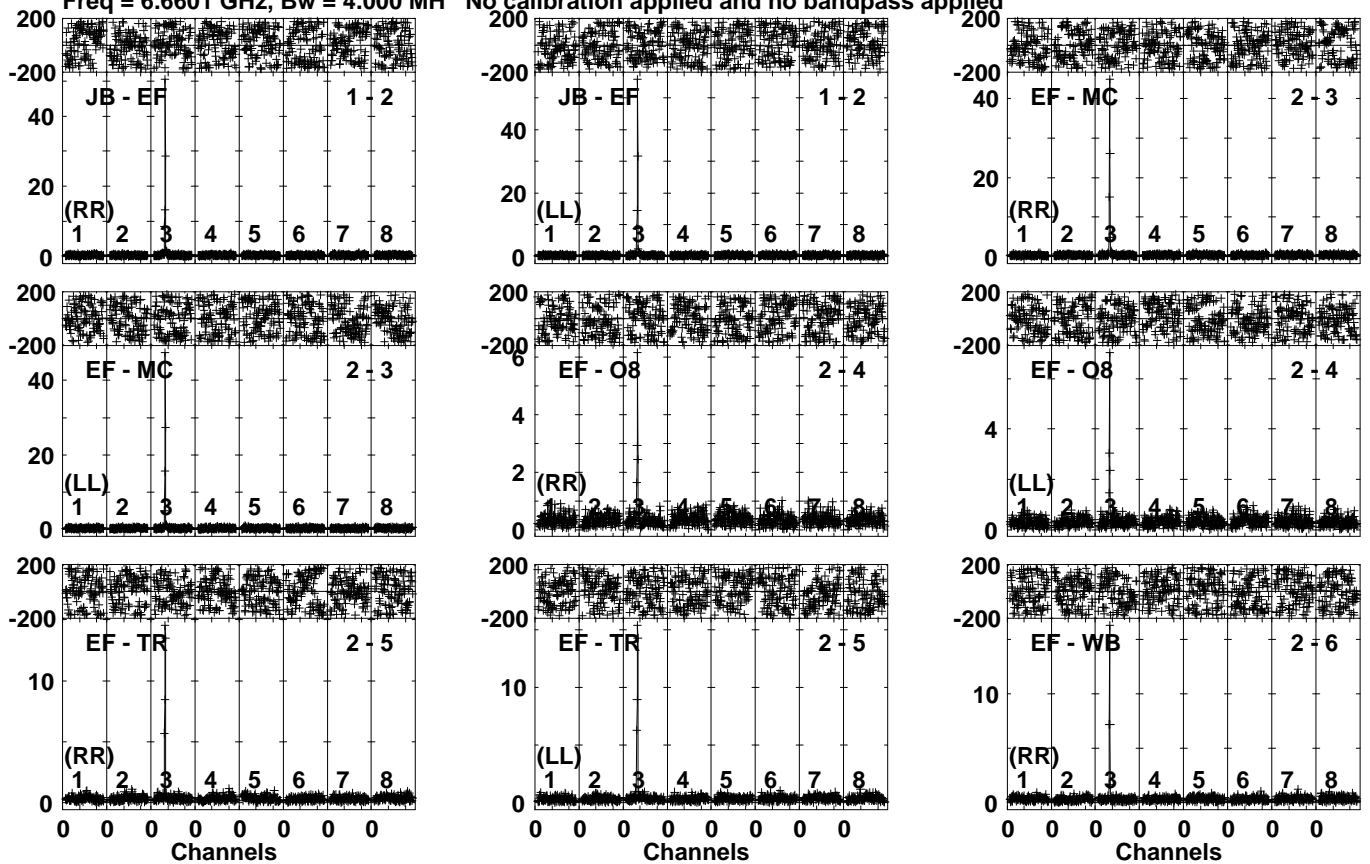 Freq = 6.6601 GHz, Bw = 4.000 MH No calibration applied and no bandpass applied
200 200 200
-200 -200 -200
JB - EF 1 - 2 JB - EF 1 - 2 EF - MC 2 - 3
40 40 40
20 20 20
(RR) (LL) (RR)
1 2 3 4 5 6 7 8 1 2 3 4 5 6 7 8 1 2 3 4 5 6 7 8
0 0 0
200 200 200
-200 -200 -200
6
EF - MC 2 - 3 EF - O8 2 - 4 EF - O8 2 - 4
40 4 4
20 2
(LL) (RR) (LL)
1 2 3 4 5 6 7 8 1 2 3 4 5 6 7 8 1 2 3 4 5 6 7 8
0 0 0
200 200 200
-200 -200 -200
EF - TR 2 - 5 EF - TR 2 - 5 EF - WB 2 - 6
10 10 10
(RR) (LL) (RR)
1 2 3 4 5 6 7 8 1 2 3 4 5 6 7 8 1 2 3 4 5 6 7 8
0 0 0
0 0 0 0 0 0 0 0 0 0 0 0 0 0 0 0 0 0 0 0 0 0 0 0
Channels Channels Channels